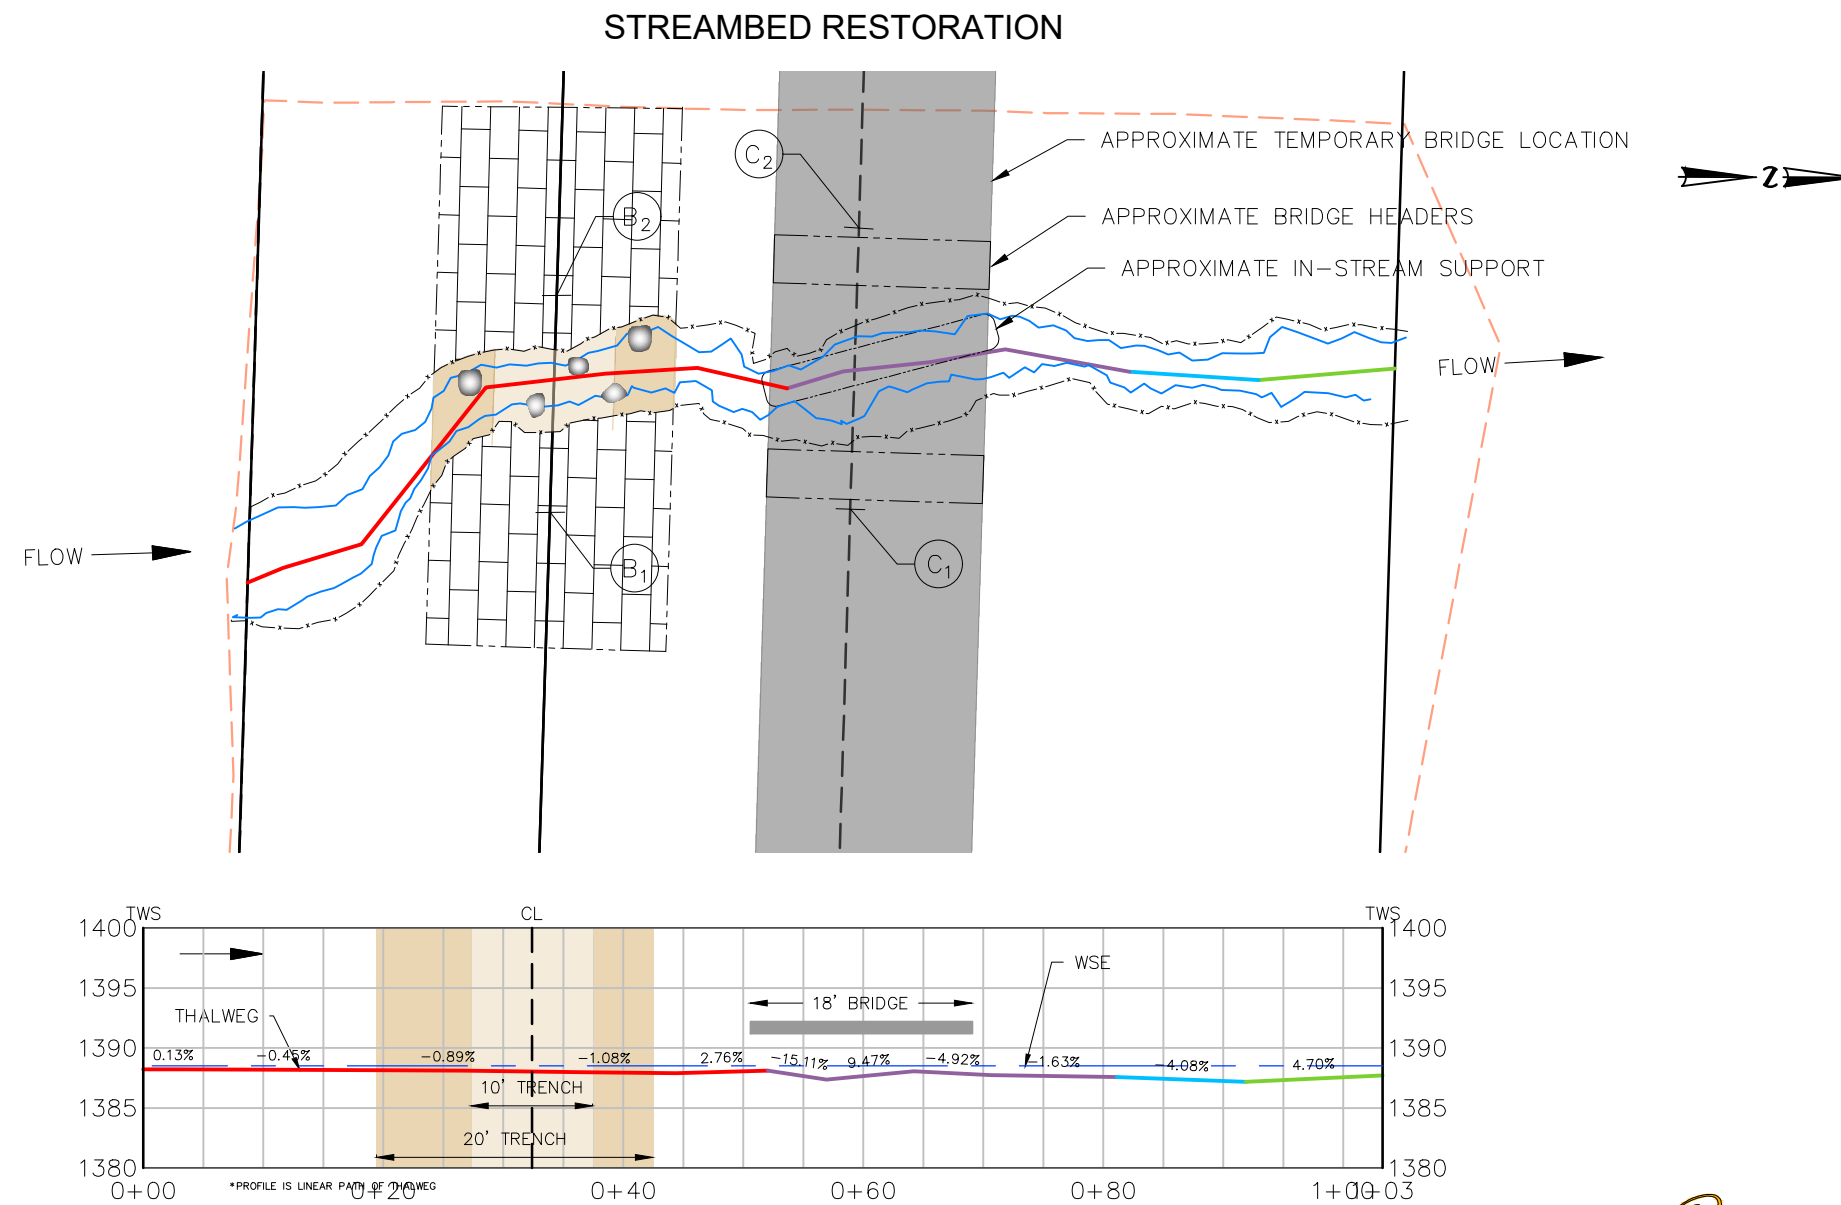 STREAMBED RESTORATION
APPROXIMATE TEMPORARY BRIDGE LOCATION
C2
Z
B2
APPROXIMATE BRIDGE HEADERS
APPROXIMATE IN-STREAM SUPPORT
FLOW
FLOW
B1
C1
TWS
CL
TWS
1400
1400
1395
1395
WSE
18' BRIDGE
THALWEG
1390
1390
0.13%
-0.45%
-0.89%
-1.08%
2.76%
-15.11%
9.47%
-4.92%
-1.63%
-4.08%
4.70%
10' TRENCH
1385
1385
20' TRENCH
1380
1380
*PROFILE IS LINEAR PATH OF THALWEG
0+00
0+20
0+40
0+60
0+80
1+00
1+03